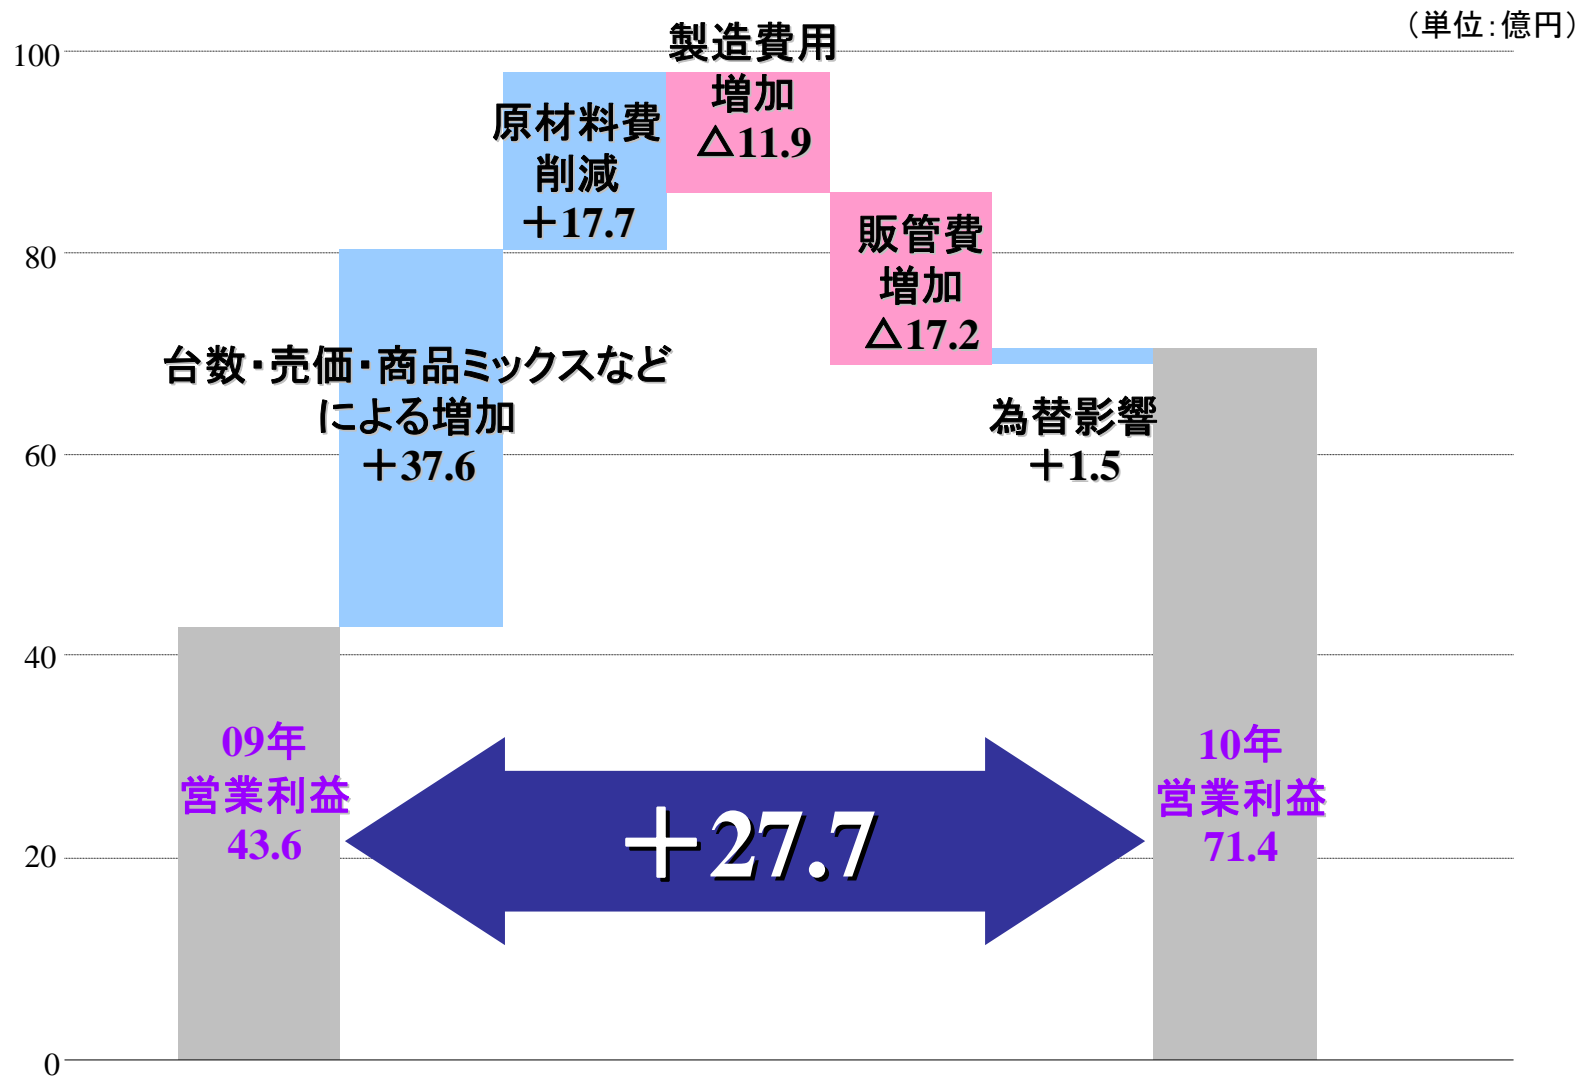 （単位：億円）
100
80
60
40
20
0
製造費用
増加
△11.9
原材料費
削減
＋17.7
販管費
増加
△17.2
台数・売価・商品ミックスなど
による増加
＋37.6
為替影響
＋1.5
09年
営業利益
43.6
＋27.7
10年
営業利益
71.4